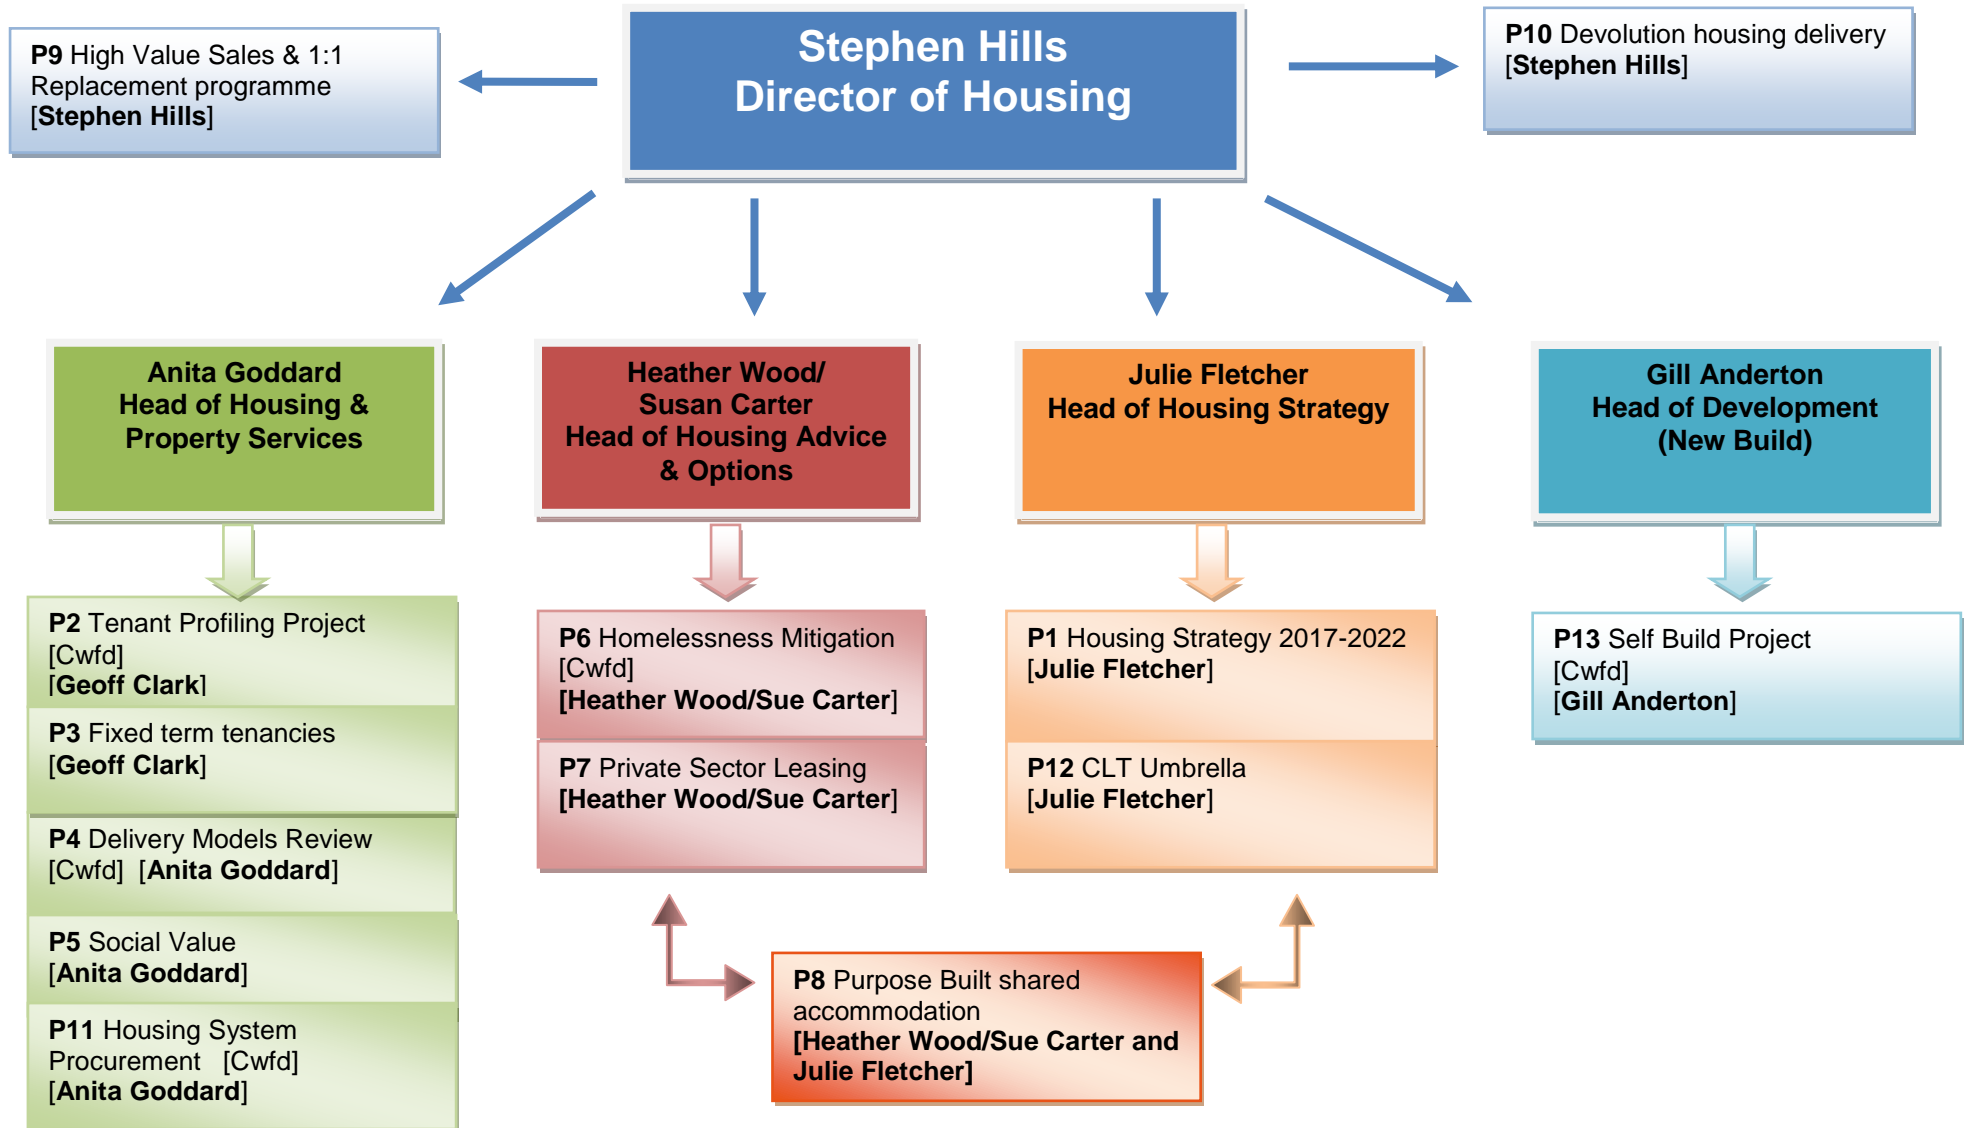 P9 High Value Sales & 1:1
Replacement programme
[Stephen Hills]
Stephen Hills
Director of Housing
P10 Devolution housing delivery
[Stephen Hills]
Anita Goddard
Head of Housing &
Property Services
Heather Wood/
Susan Carter
Head of Housing Advice
& Options
Julie Fletcher
Head of Housing Strategy
Gill Anderton
Head of Development
(New Build)
P2 Tenant Profiling Project
[Cwfd]
[Geoff Clark]
P3 Fixed term tenancies
[Geoff Clark]
P4 Delivery Models Review
[Cwfd] [Anita Goddard]
P5 Social Value
[Anita Goddard]
P11 Housing System
Procurement [Cwfd]
[Anita Goddard]
P6 Homelessness Mitigation
[Cwfd]
[Heather Wood/Sue Carter]
P7 Private Sector Leasing
[Heather Wood/Sue Carter]
P1 Housing Strategy 2017-2022
[Julie Fletcher]
P12 CLT Umbrella
[Julie Fletcher]
P13 Self Build Project
[Cwfd]
[Gill Anderton]
P8 Purpose Built shared
accommodation
[Heather Wood/Sue Carter and
Julie Fletcher]